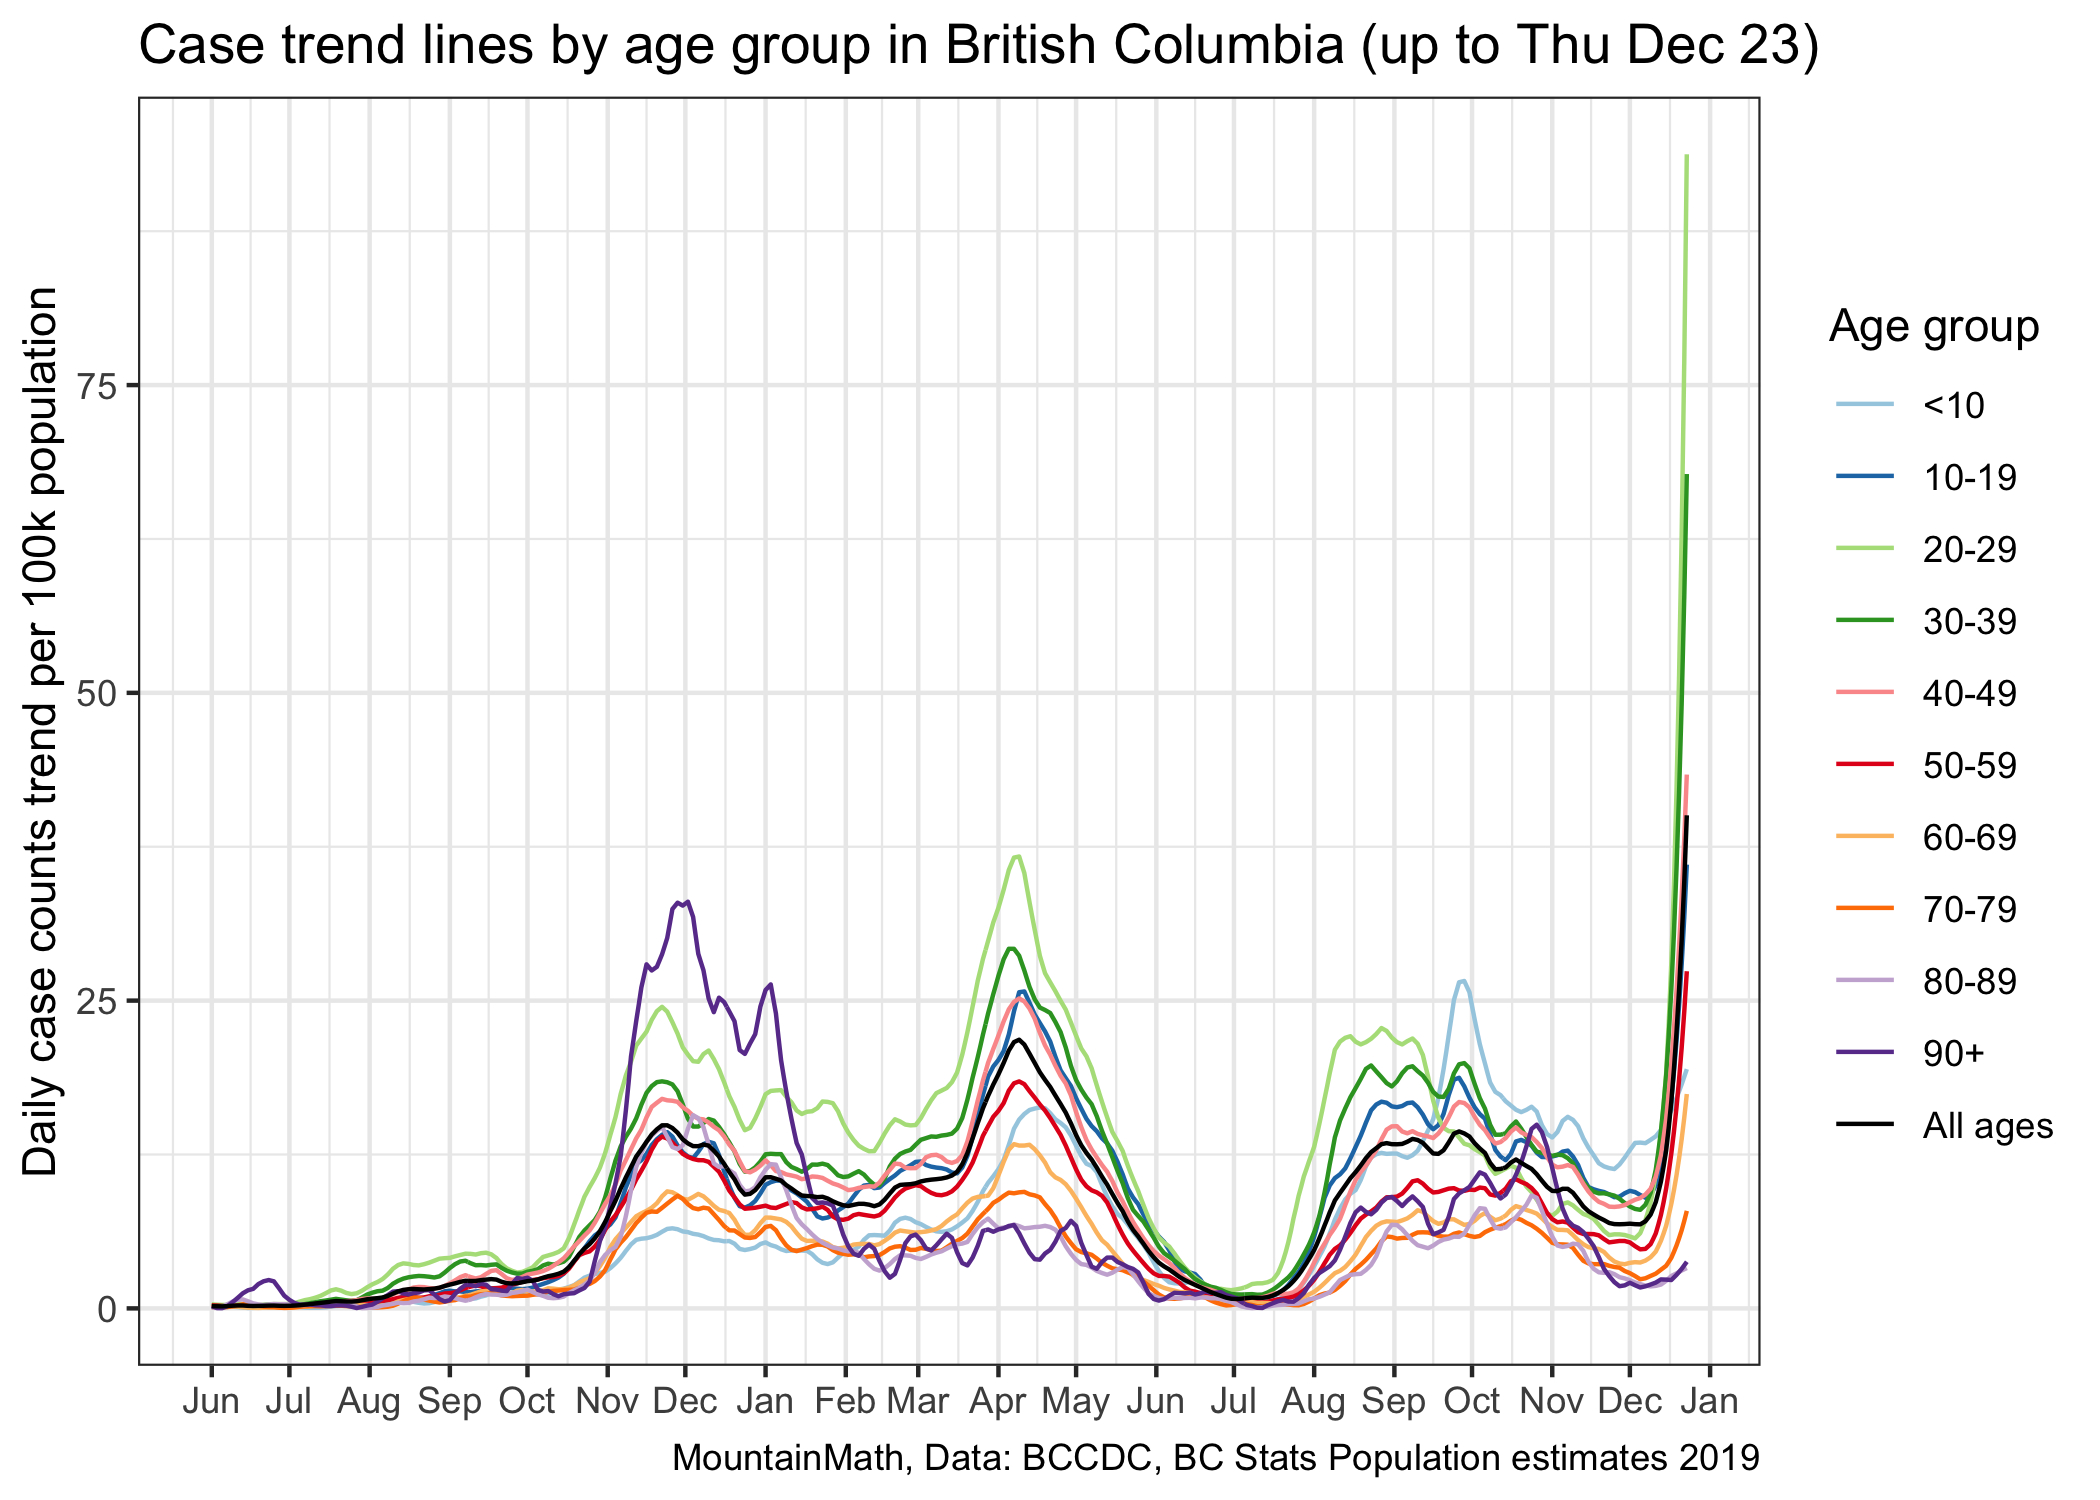 Case trend lines by age group in British Columbia (up to Thu Dec 23)
Daily case counts trend per 100k population
75
50
25
0
Jun Jul Aug Sep Oct Nov Dec Jan Feb Mar Apr May Jun Jul Aug Sep Oct Nov Dec Jan
Age group
<10
10-19
20-29
30-39
40-49
50-59
60-69
70-79
80-89
90+
All ages
MountainMath, Data: BCCDC, BC Stats Population estimates 2019